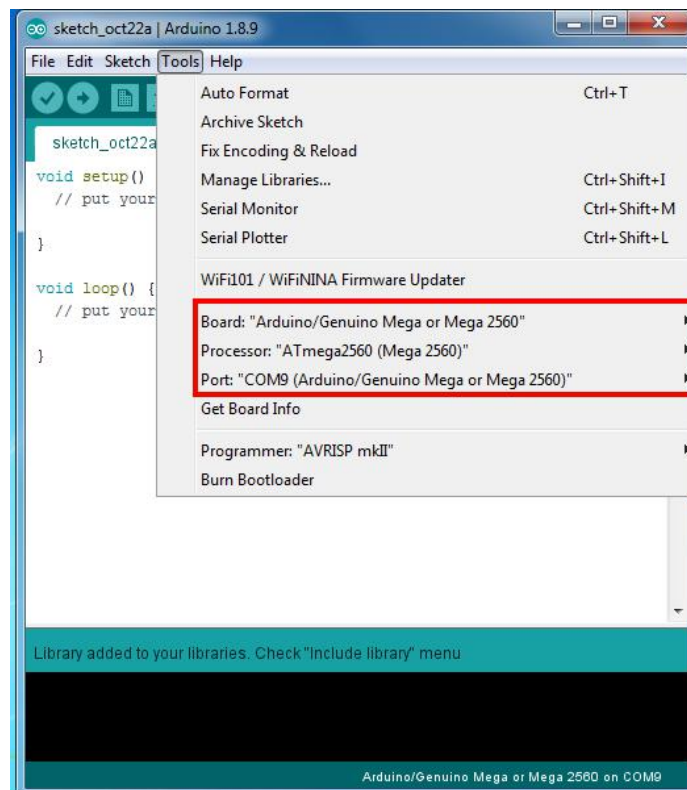 sketch_oct22a | Arduino 1.8.9
File Edit Sketch Tools Help
Auto Format Ctrl+T
Archive Sketch
sketch_oct22a
Fix Encoding & Reload
void setup()
Manage Libraries... Ctrl+Shift+I
// put your
Serial Monitor Ctrl+Shift+M
}
Serial Plotter Ctrl+Shift+L
WiFi101 / WiFiNINA Firmware Updater
void loop() {
// put your
Board: "Arduino/Genuino Mega or Mega 2560"
Processor: "ATmega2560 (Mega 2560)"
}
Port: "COM9 (Arduino/Genuino Mega or Mega 2560)"
Get Board Info
Programmer: "AVRISP mkII"
Burn Bootloader
Library added to your libraries. Check "Include library" menu
Arduino/Genuino Mega or Mega 2560 on COM9